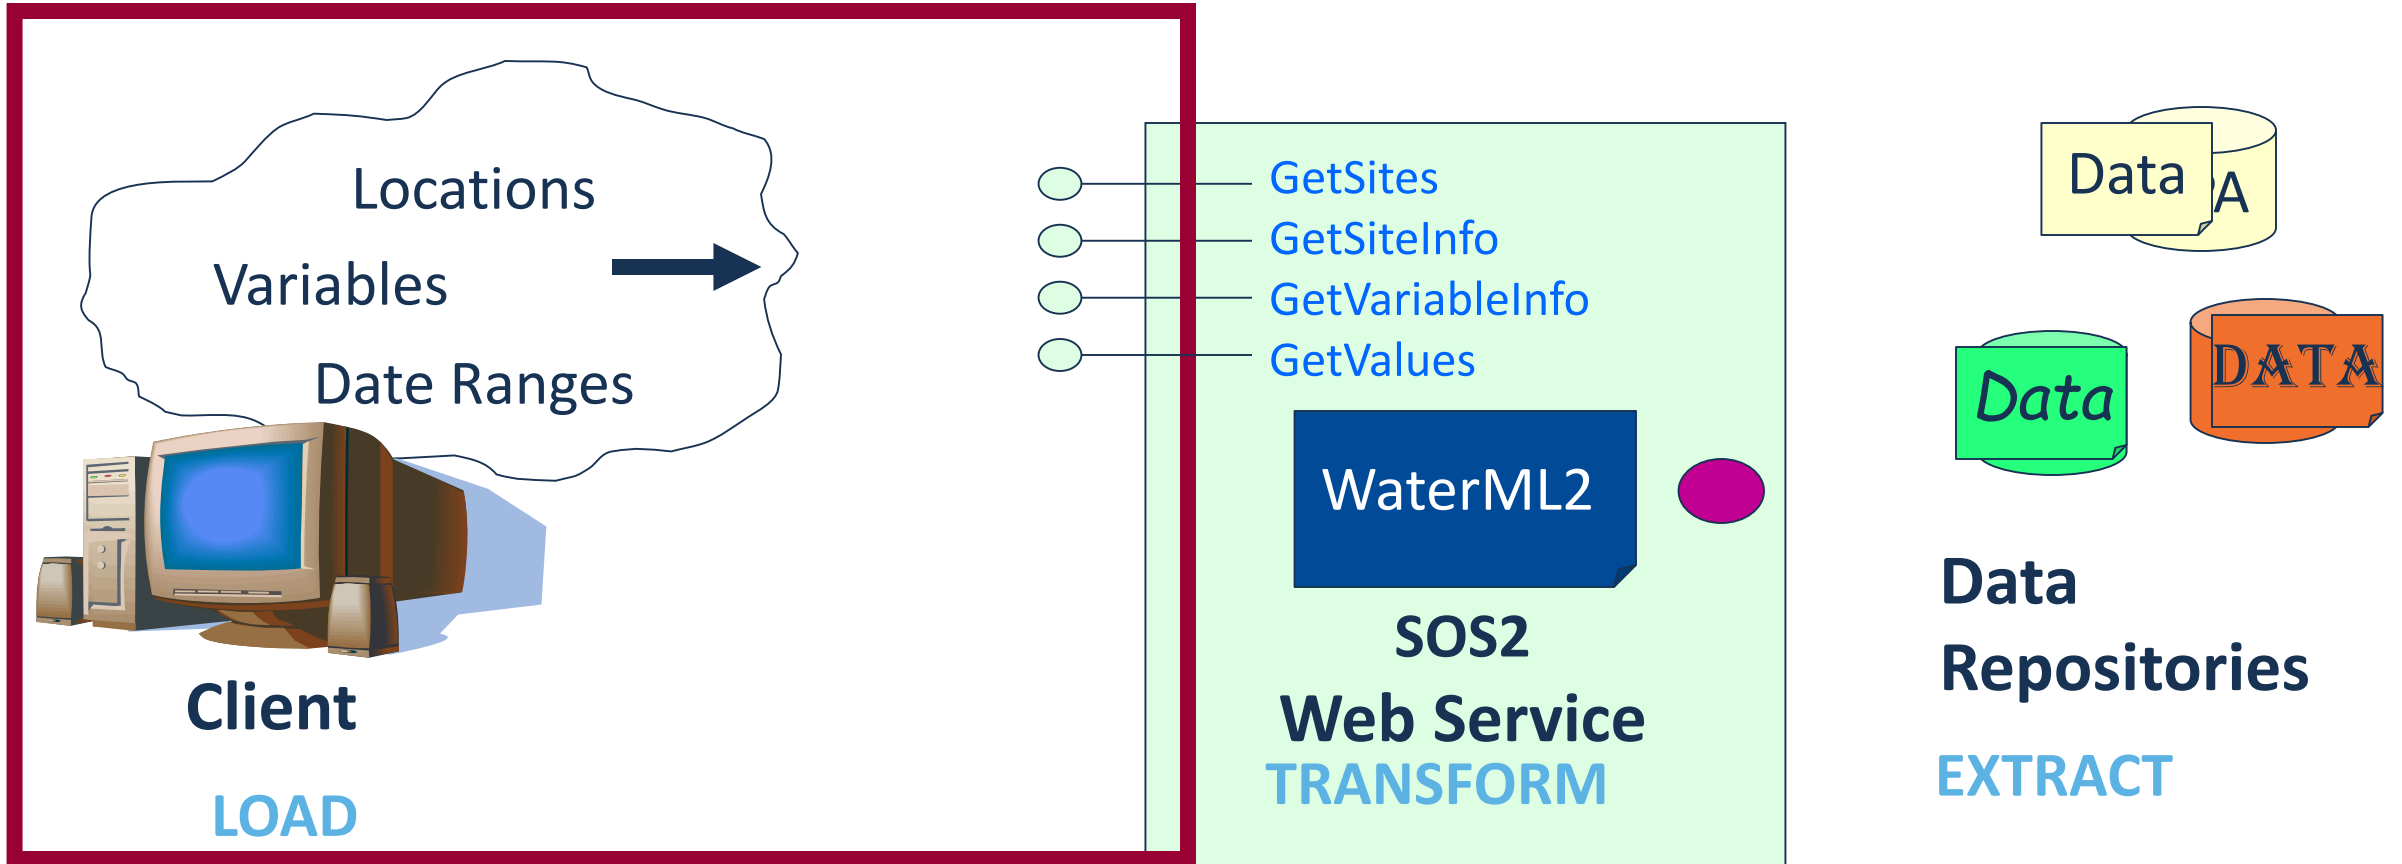 Locations
Variables
Date Ranges
Client
LOAD
GetSites
GetSiteInfo
GetVariableInfo
GetValues
WaterML2
SOS2
Web Service
TRANSFORM
Data
Data
DATA
Data
Repositories
EXTRACT